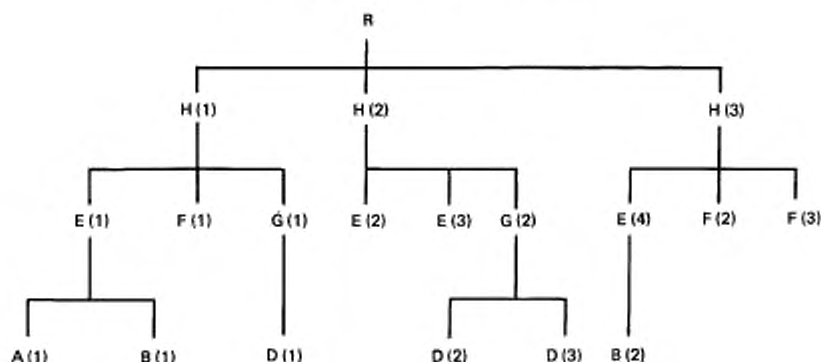 R
H (1) H (2) H (3)
E (1) F (1) G (1) E (2) E (3) G (2) E (4) F (2) F (3)
A (1) B (1) D (1) D (2) D (3) B (2)